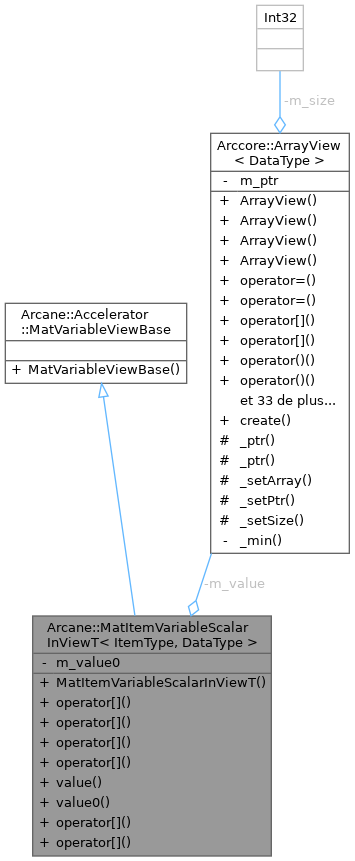 Int32
-m_size
Arccore::ArrayView
< DataType >
- m_ptr
+ ArrayView()
+ ArrayView()
+ ArrayView()
+ ArrayView()
+ operator=()
+ operator=()
+ operator[]()
+ operator[]()
+ operator()()
+ operator()()
et 33 de plus...
+ create()
# _ptr()
# _ptr()
# _setArray()
# _setPtr()
# _setSize()
- _min()
Arcane::Accelerator
::MatVariableViewBase
+ MatVariableViewBase()
-m_value
Arcane::MatItemVariableScalar
InViewT< ItemType, DataType >
- m_value0
+ MatItemVariableScalarInViewT()
+ operator[]()
+ operator[]()
+ operator[]()
+ operator[]()
+ value()
+ value0()
+ operator[]()
+ operator[]()